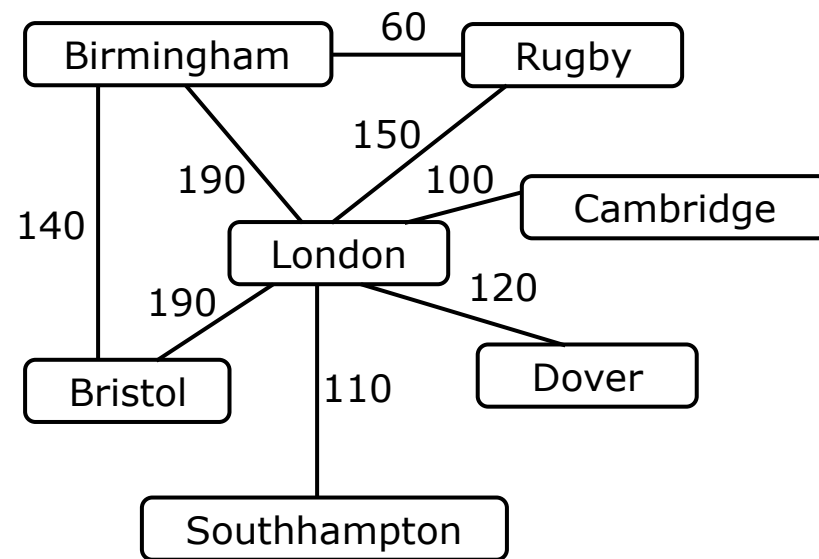 60
Birmingham
Rugby
150
190
100
Cambridge
140
London
190
120
Bristol
110
Dover
Southhampton